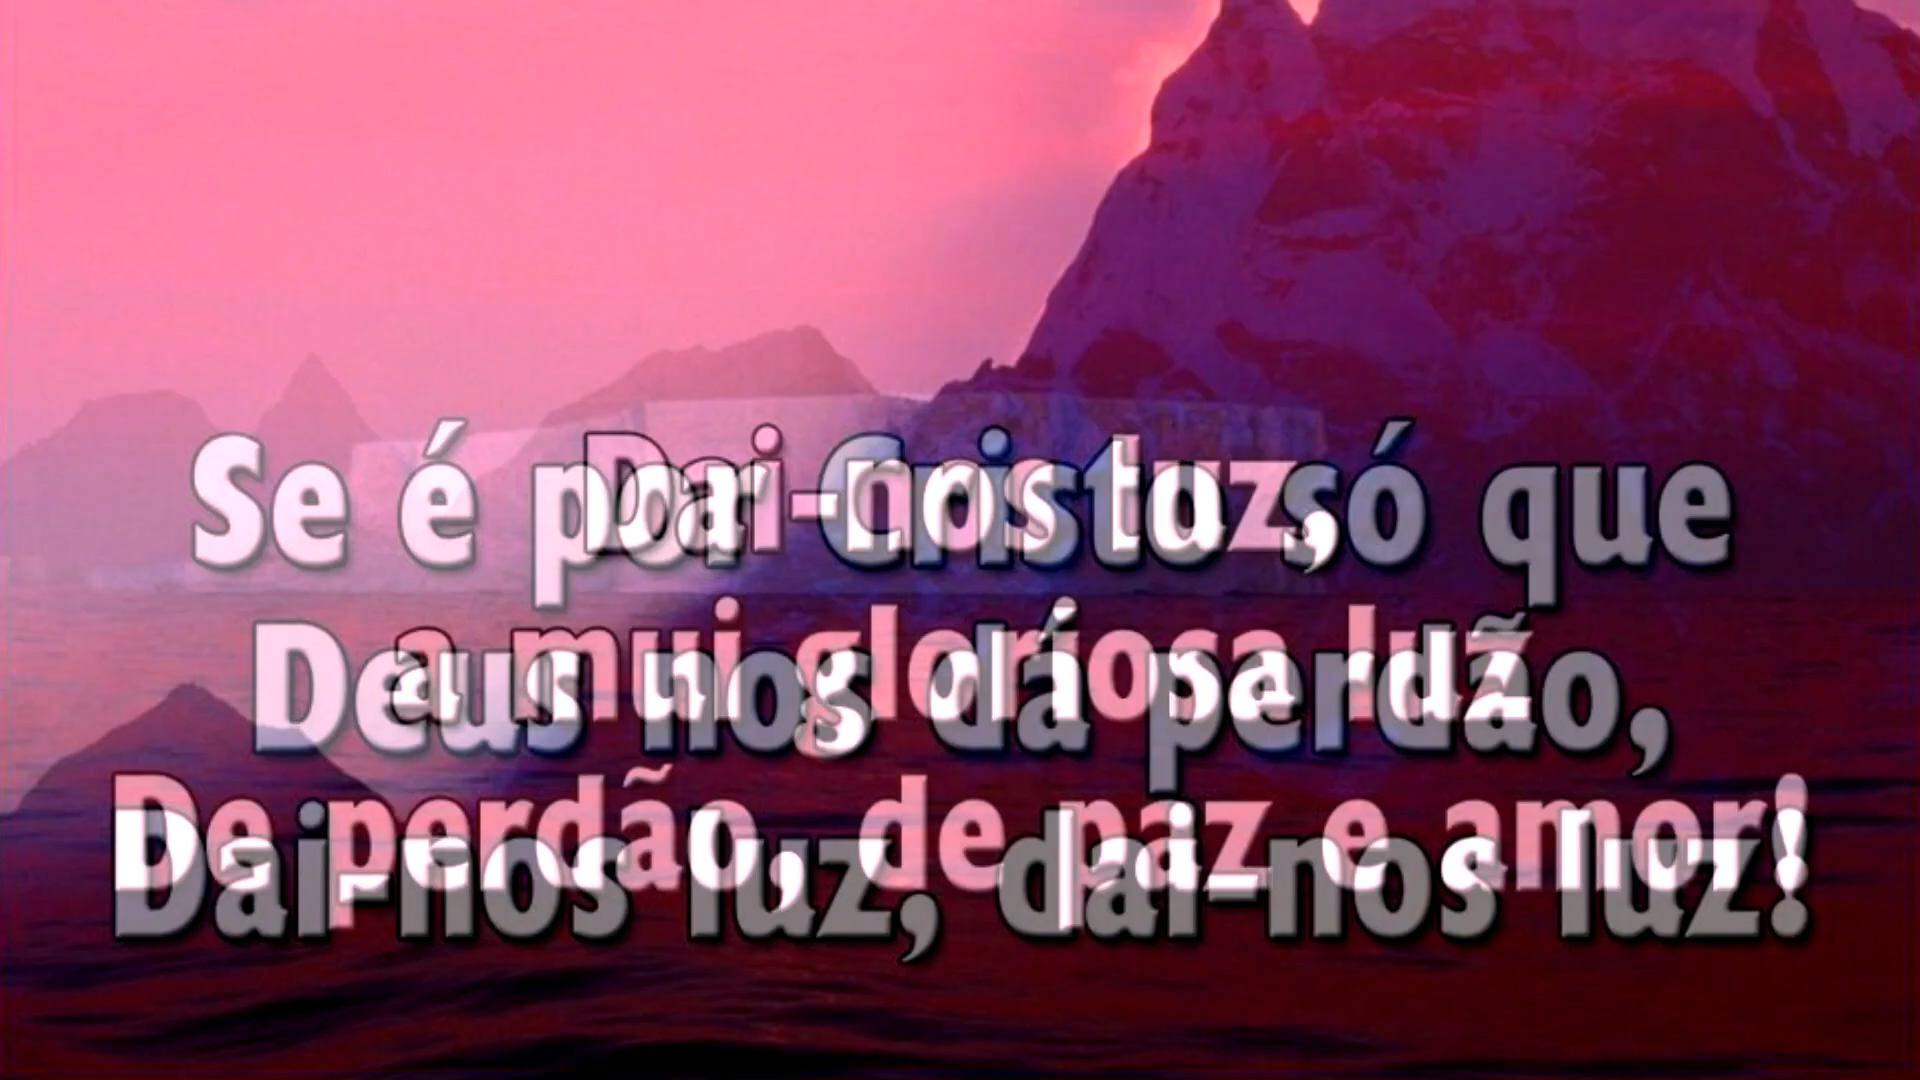 Se é por Cristo só que
Deus nos dá perdão,
Dai-nos luz, dai-nos luz!
Dai-nos luz,
a mui gloriosa luz
De perdão, de paz e amor!